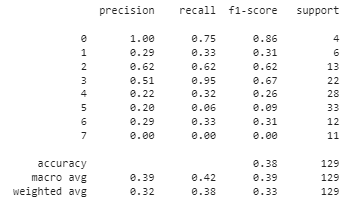 precision recall f1-score support
0 1.00 0.75 0.86 4
1 0.29 0.33 0.31 6
2 0.62 0.62 0.62 13
3 0.51 0.95 0.67 22
4 0.22 0.32 0.26 28
5 0.20 0.06 0.09 33
6 0.29 0.33 0.31 12
7 0.00 0.00 0.00 11
accuracy 0.38 129
macro avg 0.39 0.42 0.39 129
weighted avg 0.32 0.38 0.33 129